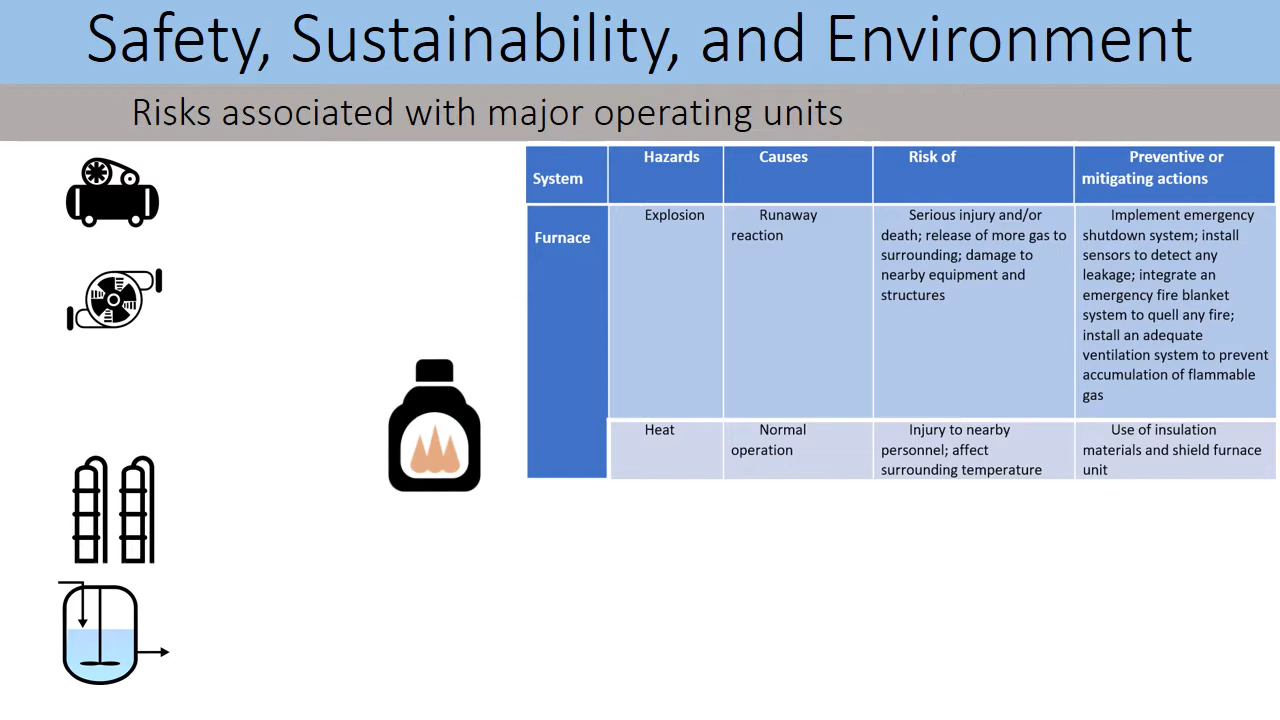 Safety, Sustainability, and Environment
Risks associated with major operating units
System
Hazards
Causes
Risk of
Preventive or
mitigating actions
Furnace
Explosion
Runaway
reaction
Serious injury and/or
death; release of more gas to
surrounding; damage to
nearby equipment and
structures
Implement emergency
shutdown system; install
sensors to detect any
leakage; integrate an
emergency fire blanket
system to quell any fire;
install an adequate
ventilation system to prevent
accumulation of flammable
gas
Heat
Normal
operation
Injury to nearby
personnel; affect
surrounding temperature
Use of insulation
materials and shield furnace
unit